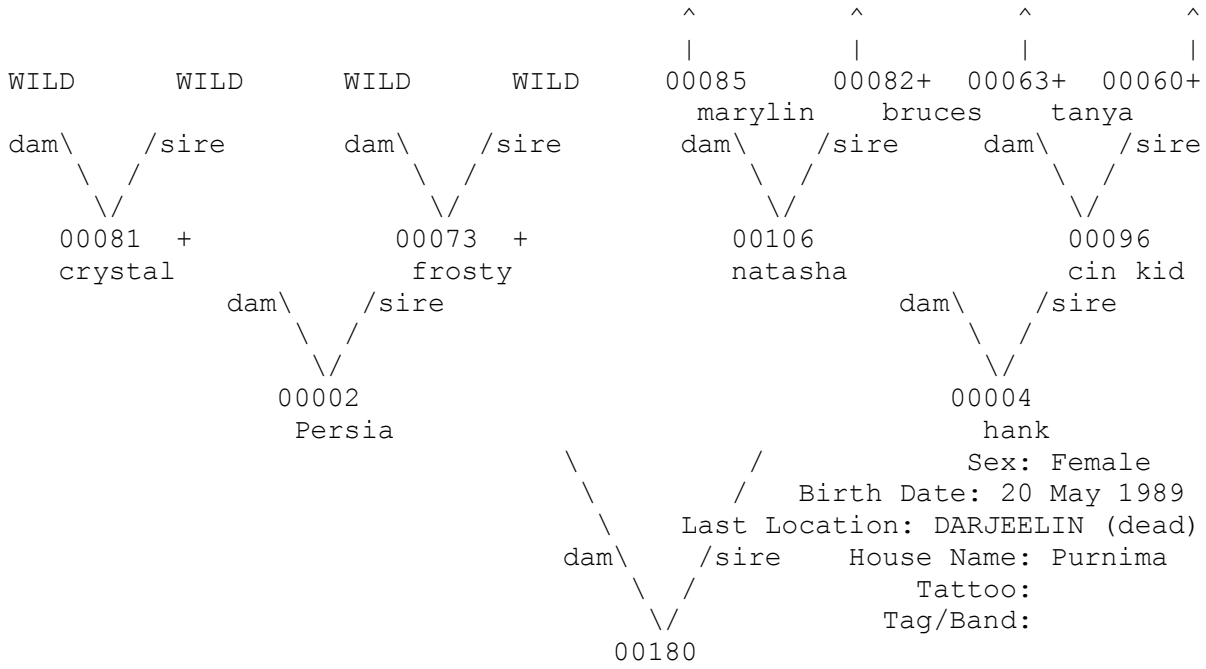 ^ ^ ^ ^
| | | |
WILD WILD WILD WILD 00085 00082+ 00063+ 00060+
marylin bruces tanya
dam\ /sire dam\ /sire dam\ /sire dam\ /sire
\ / \ / \ / \ /
\/ \/ \/ \/
00081 + 00073 + 00106 00096
crystal frosty natasha cin kid
dam\ /sire dam\ /sire
\ / \ /
\/ \/
00002 00004
Persia hank
\ / Sex: Female
\ / Birth Date: 20 May 1989
\ Last Location: DARJEELIN (dead)
dam\ /sire House Name: Purnima
\ / Tattoo:
\/ Tag/Band:
00180